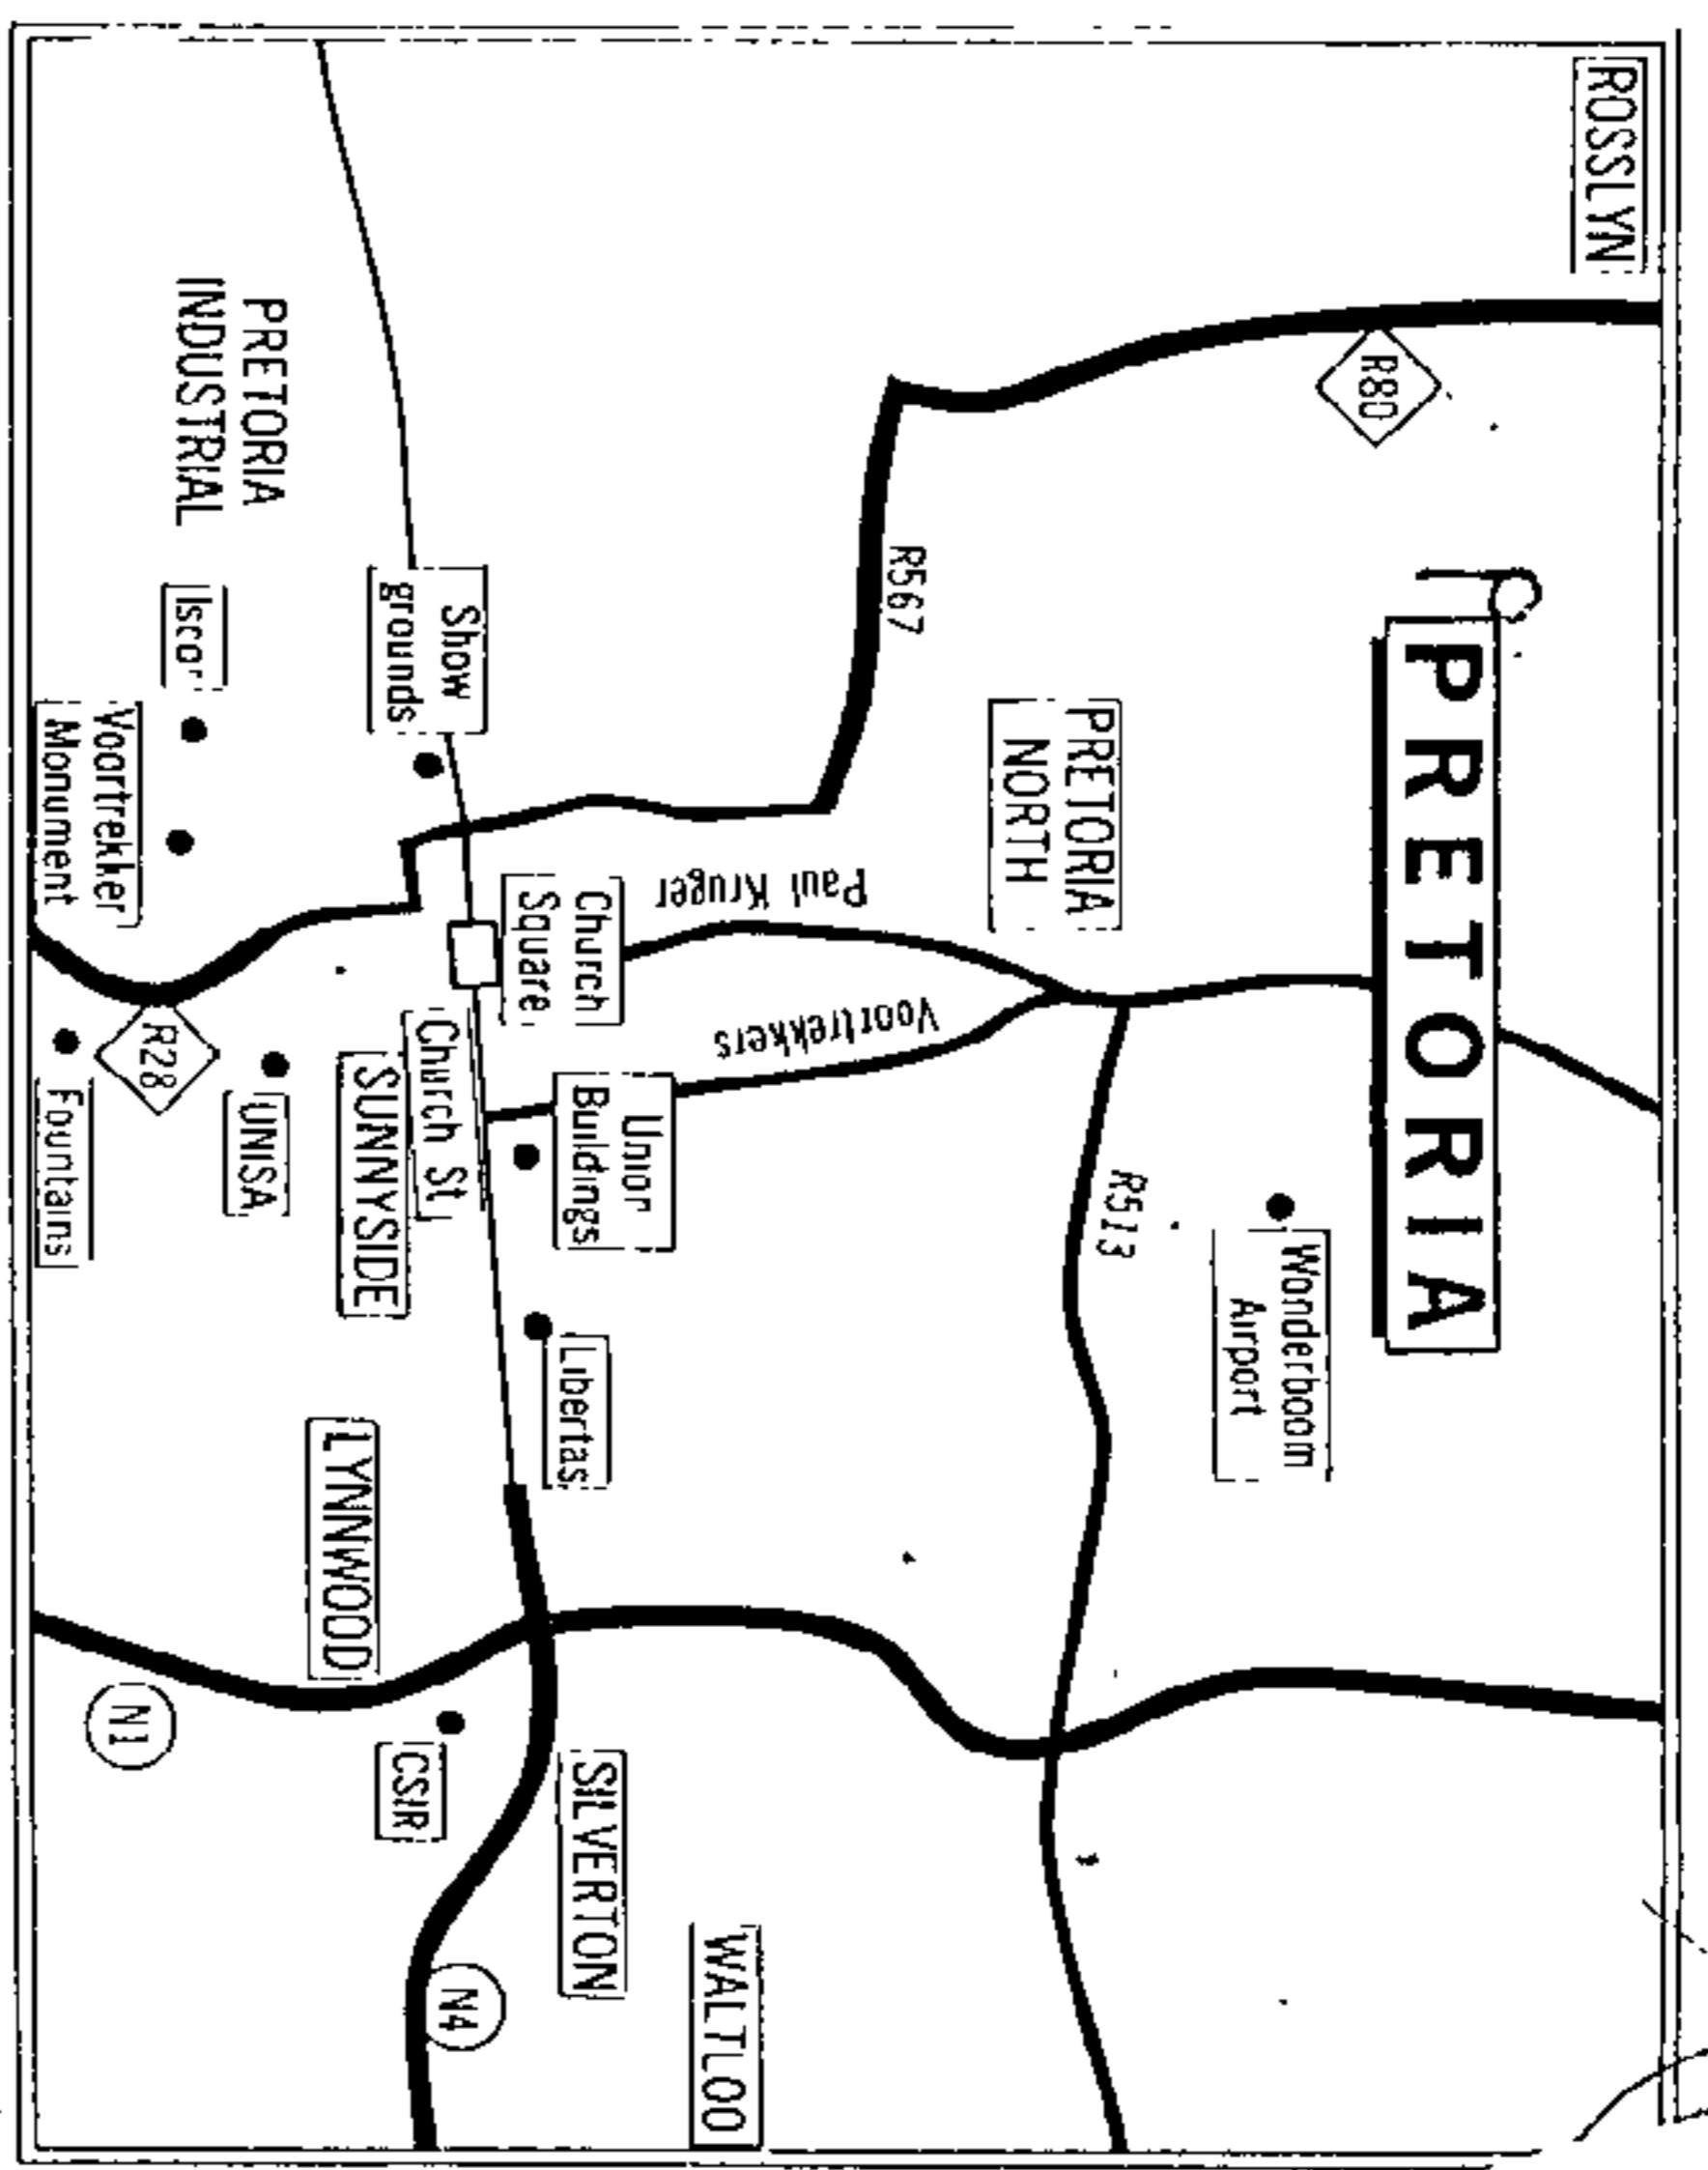 ROSSLYN
R80
PRETORIA
Wonderboom
Airport
PRETORIA
NORTH
R513
R567
Paul Kruger
Voortrekkers
WALTLOO
Church
Square
Union
Buildings
Libertas
SILVERTON
Show
grounds
Church St
N4
SUNNYSIDE
CSIR
LYNNWOOD
PRETORIA
INDUSTRIAL
Iscor
UNISA
R28
N1
Voortrekker
Monument
Fountains